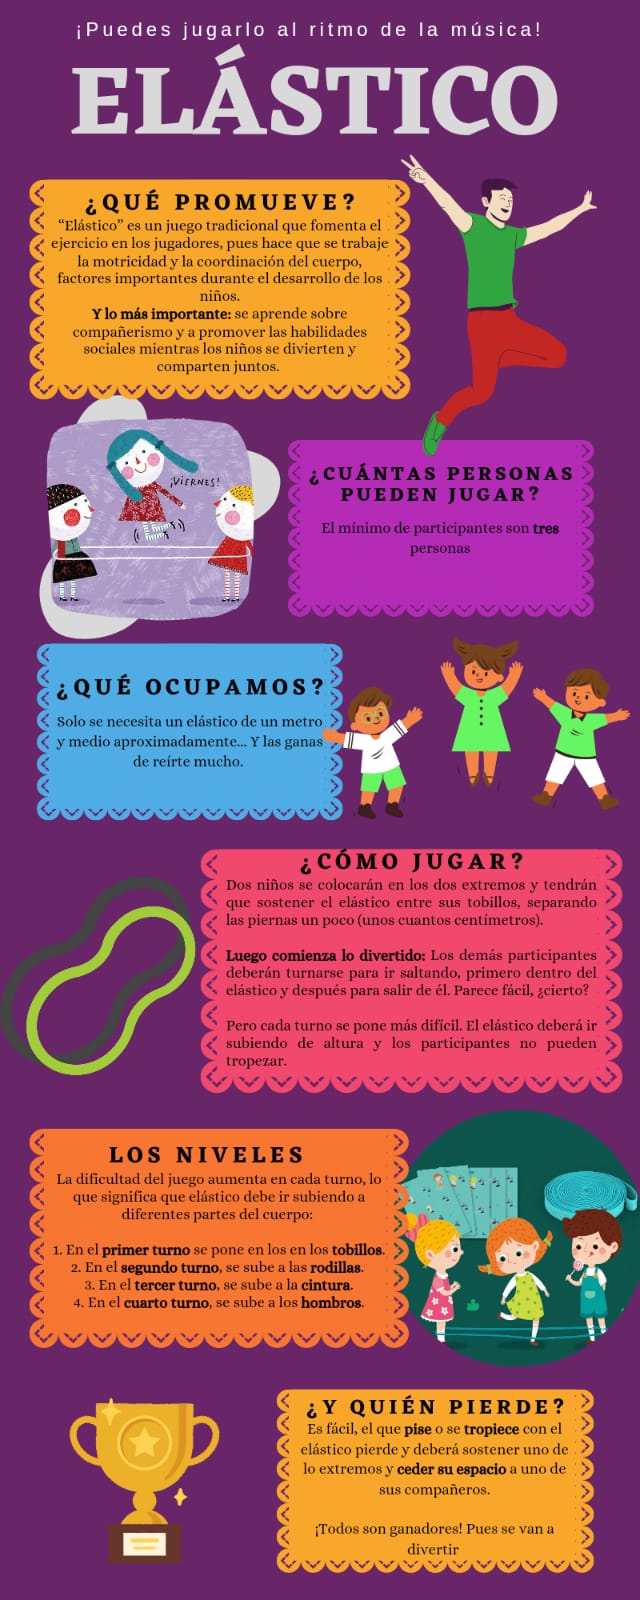 ¡Puedes jugarlo al ritmo de la música!
ELÁSTICO
¿QUÉ PROMUEVE?
“Elástico” es un juego tradicional que fomenta el
ejercicio en los jugadores, pues hace que se trabaje
la motricidad y la coordinación del cuerpo,
factores importantes durante el desarrollo de los
niños.
Y lo más importante: se aprende sobre
compañerismo y a promover las habilidades
sociales mientras los niños se divierten y
comparten juntos.
¡VIERNES!
¿CUÁNTAS PERSONAS
PUEDEN JUGAR?
El mínimo de participantes son tres
personas
¿QUÉ OCUPAMOS?
Solo se necesita un elástico de un metro
y medio aproximadamente... Y las ganas
de reírte mucho.
¿CÓMO JUGAR?
Dos niños se colocarán en los dos extremos y tendrán
que sostener el elástico entre sus tobillos, separando
las piernas un poco (unos cuantos centímetros).
Luego comienza lo divertido: Los demás participantes
deberán turnarse para ir saltando, primero dentro del
elástico y después para salir de él. Parece fácil, ¿cierto?
Pero cada turno se pone más difícil. El elástico deberá ir
subiendo de altura y los participantes no pueden
tropezar.
LOS NIVELES
La dificultad del juego aumenta en cada turno, lo
que significa que elástico debe ir subiendo a
diferentes partes del cuerpo:
1. En el primer turno se pone en los en los tobillos.
2. En el segundo turno, se sube a las rodillas.
3. En el tercer turno, se sube a la cintura.
4. En el cuarto turno, se sube a los hombros.
¿Y QUIÉN PIERDE?
Es fácil, el que pise o se tropiece con el
elástico pierde y deberá sostener uno de
lo extremos y ceder su espacio a uno de
sus compañeros.
¡Todos son ganadores! Pues se van a
divertir